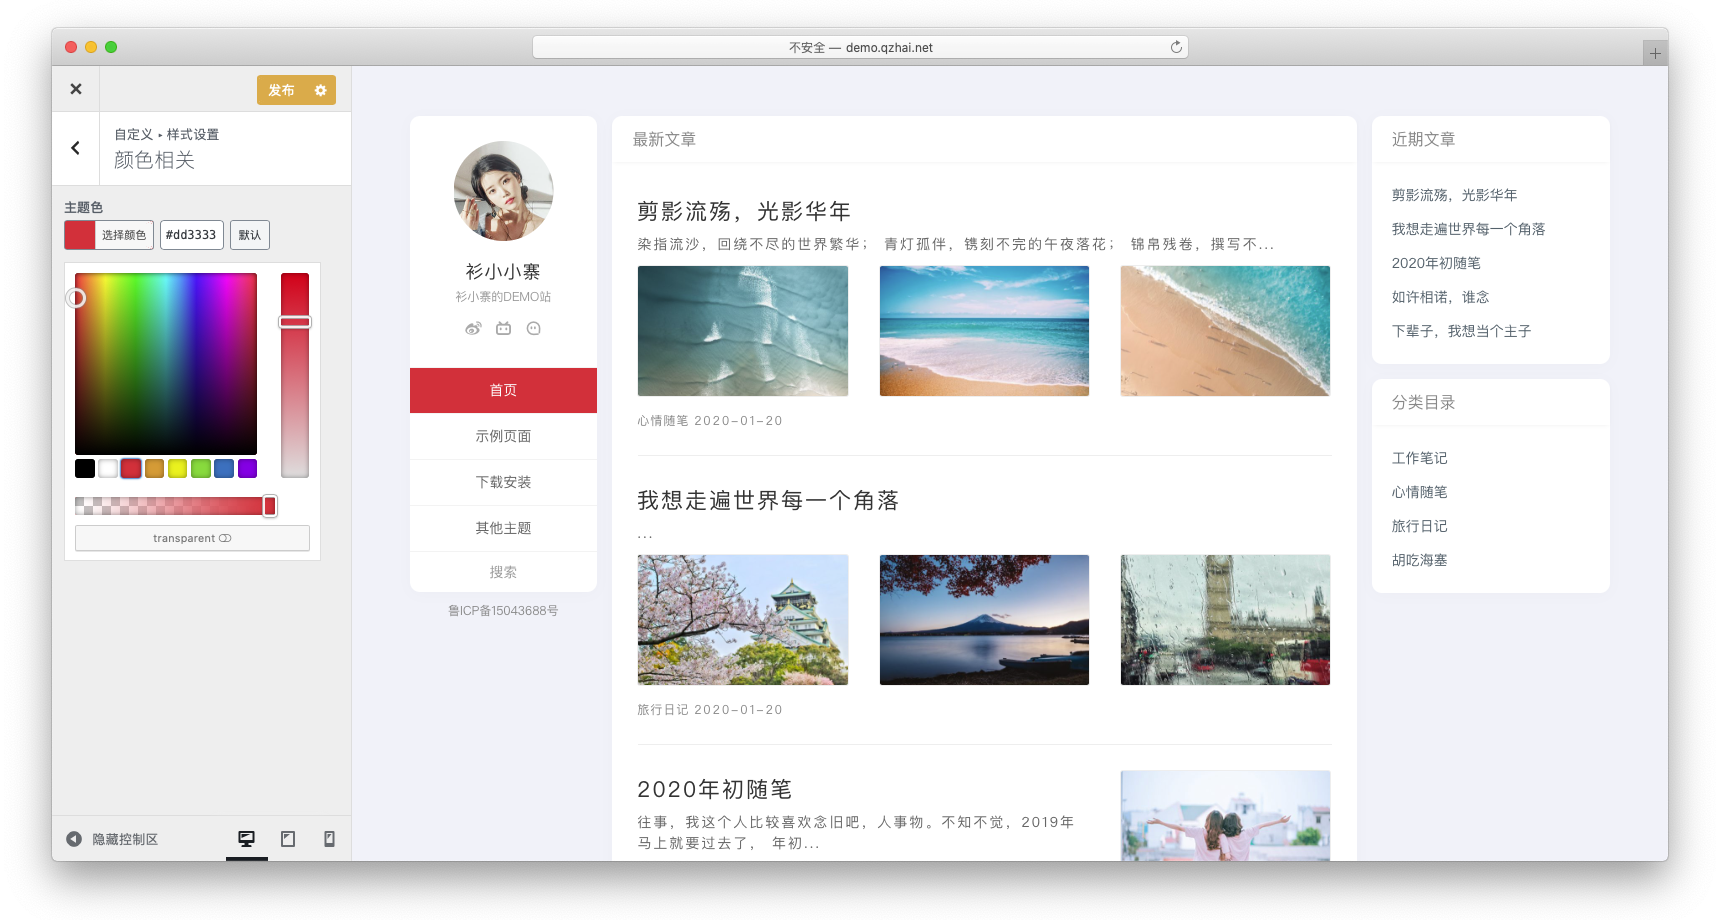 不安全 — demo.qzhai.net
发布
自定义 ▸ 样式设置
颜色相关
主题色
选择颜色
#dd3333
默认
transparent
隐藏控制区
衫小小寨
衫小寨的DEMO站
首页
示例页面
下载安装
其他主题
搜索
鲁ICP备15043688号
最新文章
剪影流殇，光影华年
染指流沙，回绕不尽的世界繁华； 青灯孤伴，镌刻不完的午夜落花； 锦帛残卷，撰写不...
心情随笔 2020-01-20
我想走遍世界每一个角落
...
旅行日记 2020-01-20
2020年初随笔
往事，我这个人比较喜欢念旧吧，人事物。不知不觉，2019年
马上就要过去了， 年初...
近期文章
剪影流殇，光影华年
我想走遍世界每一个角落
2020年初随笔
如许相诺，谁念
下辈子，我想当个主子
分类目录
工作笔记
心情随笔
旅行日记
胡吃海塞